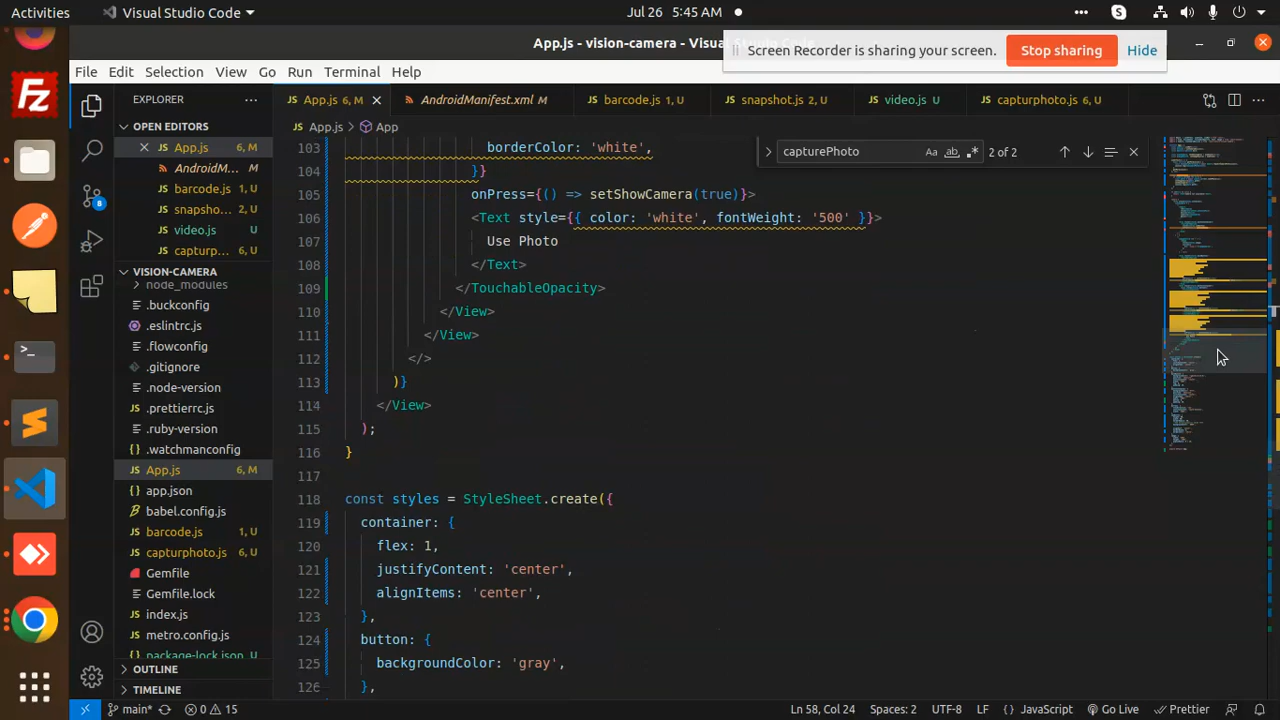 Activities
Visual Studio Code
Jul 26 5:45 AM
App.js - vision-camera - Visu
Screen Recorder is sharing your screen.
Stop sharing
Hide
File Edit Selection View Go Run Terminal Help
EXPLORER
App.js 6, M
AndroidManifest.xml
barcode.js 1, U
snapshot.js 2, U
video.js U
capturphoto.js 6, U
App.js > App
capturePhoto
Aa
ab
.*
2 of 2
OPEN EDITORS
App.js 6, M
AndroidM...
barcode.js 1, U
snapsho... 2, U
video.js U
capturp... 6, U
VISION-CAMERA
node_modules
.buckconfig
.eslintrc.js
.flowconfig
.gitignore
.node-version
.prettierrc.js
.ruby-version
.watchmanconfig
App.js 6, M
app.json
babel.config.js
barcode.js 1, U
capturphoto.js 6, U
Gemfile
Gemfile.lock
index.js
metro.config.js
package-lock.json M
OUTLINE
TIMELINE
8
103 borderColor: 'white',
104 }}
105 onPress={() => setShowCamera(true)}>
106 <Text style={{ color: 'white', fontWeight: '500' }}>
107 Use Photo
108 </Text>
109 </TouchableOpacity>
110 </View>
111 </View>
112 </>
113 )}
114 </View>
115 );
116 }
117
118 const styles = StyleSheet.create({
119 container: {
120 flex: 1,
121 justifyContent: 'center',
122 alignItems: 'center',
123 },
124 button: {
125 backgroundColor: 'gray',
126 },
main*
0 15
Ln 58, Col 24
Spaces: 2
UTF-8
LF
JavaScript
Go Live
Prettier